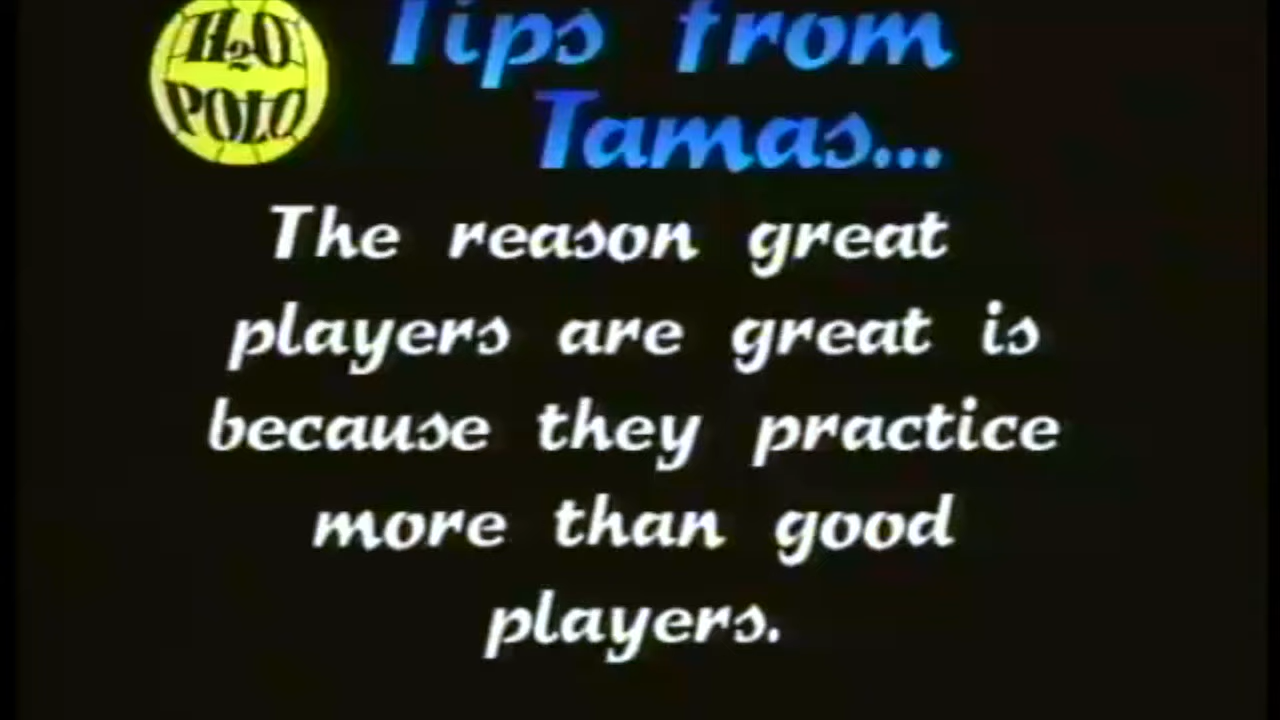 H2O
POLO
Tips from
Tamas...
The reason great
players are great is
because they practice
more than good
players.